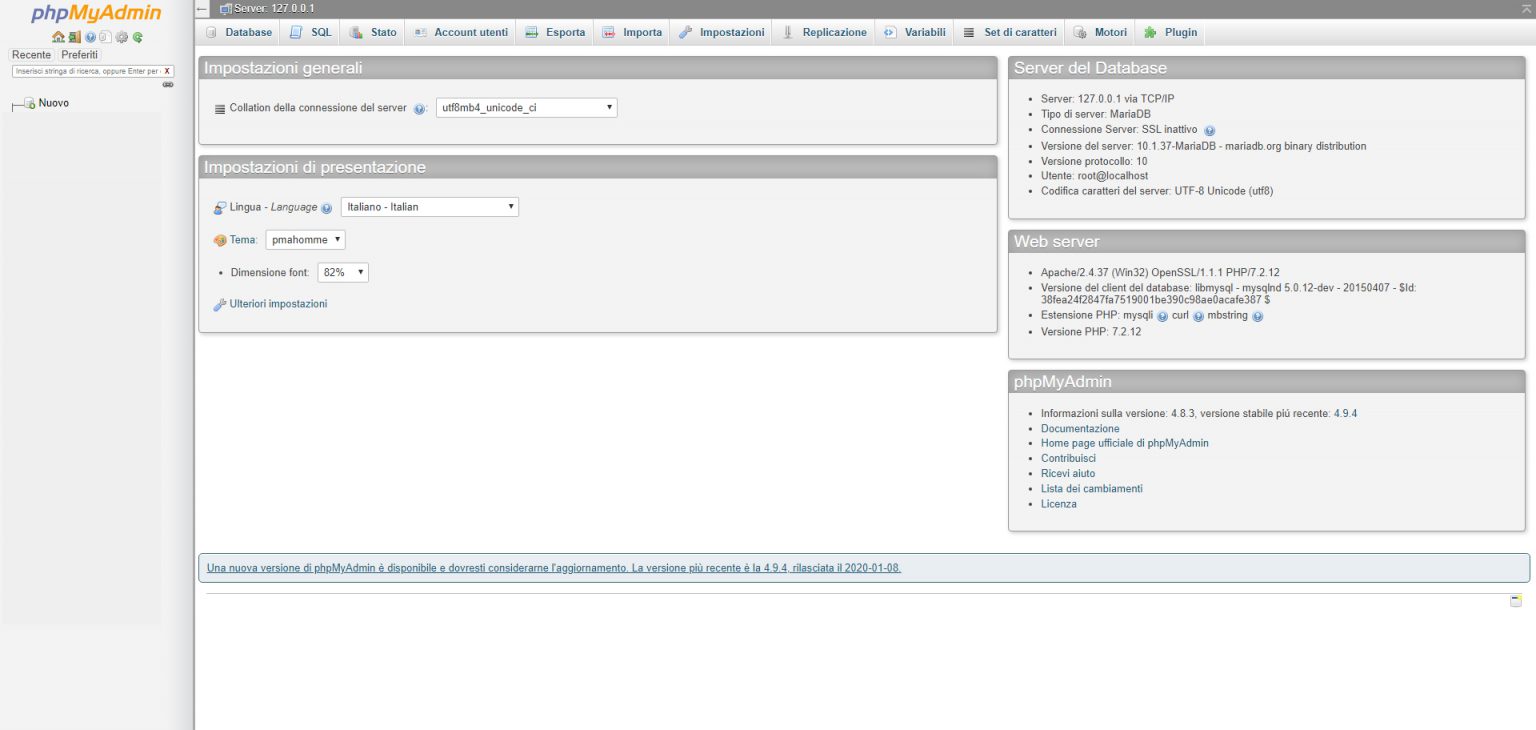 phpMyAdmin
Recente Preferiti
Inserisci stringa di ricerca, oppure Enter per X
Nuovo
Server: 127.0.0.1
Database SQL Stato Account utenti Esporta Importa Impostazioni Replicazione Variabili Set di caratteri Motori Plugin
Impostazioni generali
Collation della connessione del server : utf8mb4_unicode_ci
Impostazioni di presentazione
Lingua - Language Italiano - Italian
Tema: pmahomme
Dimensione font: 82%
Ulteriori impostazioni
Server del Database
Server: 127.0.0.1 via TCP/IP
Tipo di server: MariaDB
Connessione Server: SSL inattivo
Versione del server: 10.1.37-MariaDB - mariadb.org binary distribution
Versione protocollo: 10
Utente: root@localhost
Codifica caratteri del server: UTF-8 Unicode (utf8)
Web server
Apache/2.4.37 (Win32) OpenSSL/1.1.1 PHP/7.2.12
Versione del client del database: libmysql - mysqlnd 5.0.12-dev - 20150407 - $Id:
38fea24f2847fa7519001be390c98ae0acafe387 $
Estensione PHP: mysqli curl mbstring
Versione PHP: 7.2.12
phpMyAdmin
Informazioni sulla versione: 4.8.3, versione stabile piú recente: 4.9.4
Documentazione
Home page ufficiale di phpMyAdmin
Contribuisci
Ricevi aiuto
Lista dei cambiamenti
Licenza
Una nuova versione di phpMyAdmin è disponibile e dovresti considerarne l'aggiornamento. La versione più recente è la 4.9.4, rilasciata il 2020-01-08.